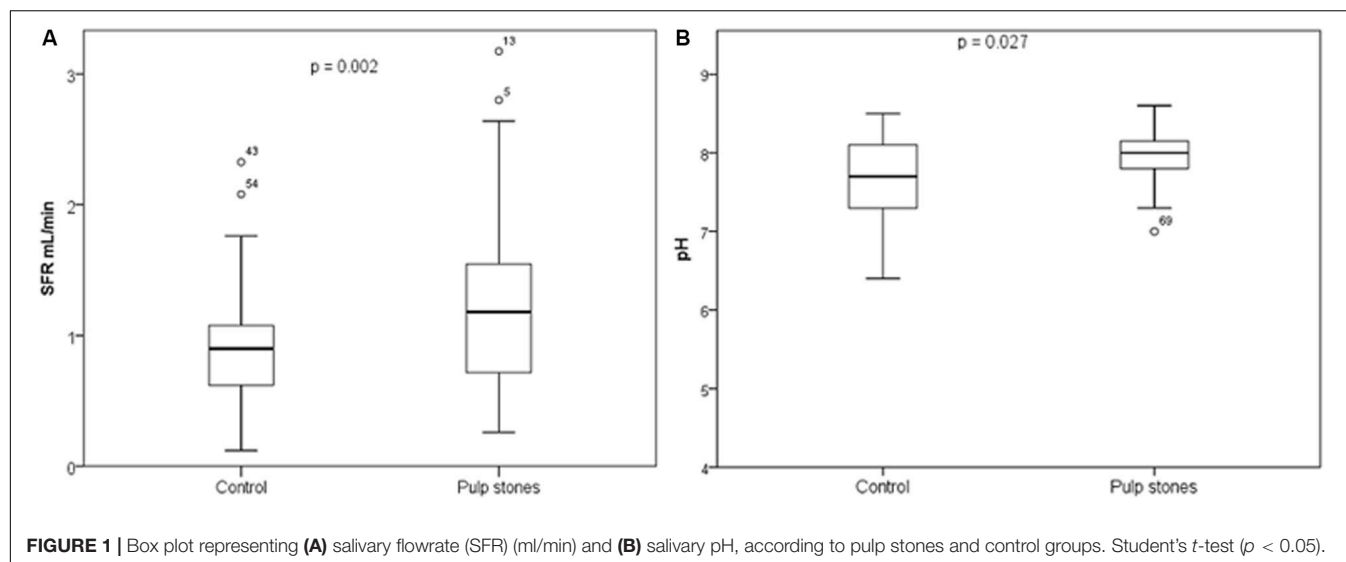 A
p = 0.002
SFR mL/min
3
2
1
0
13
5
43
54
Control
Pulp stones
B
p = 0.027
pH
9
8
7
6
5
4
69
Control
Pulp stones
FIGURE 1 | Box plot representing (A) salivary flowrate (SFR) (ml/min) and (B) salivary pH, according to pulp stones and control groups. Student's t-test (p < 0.05).